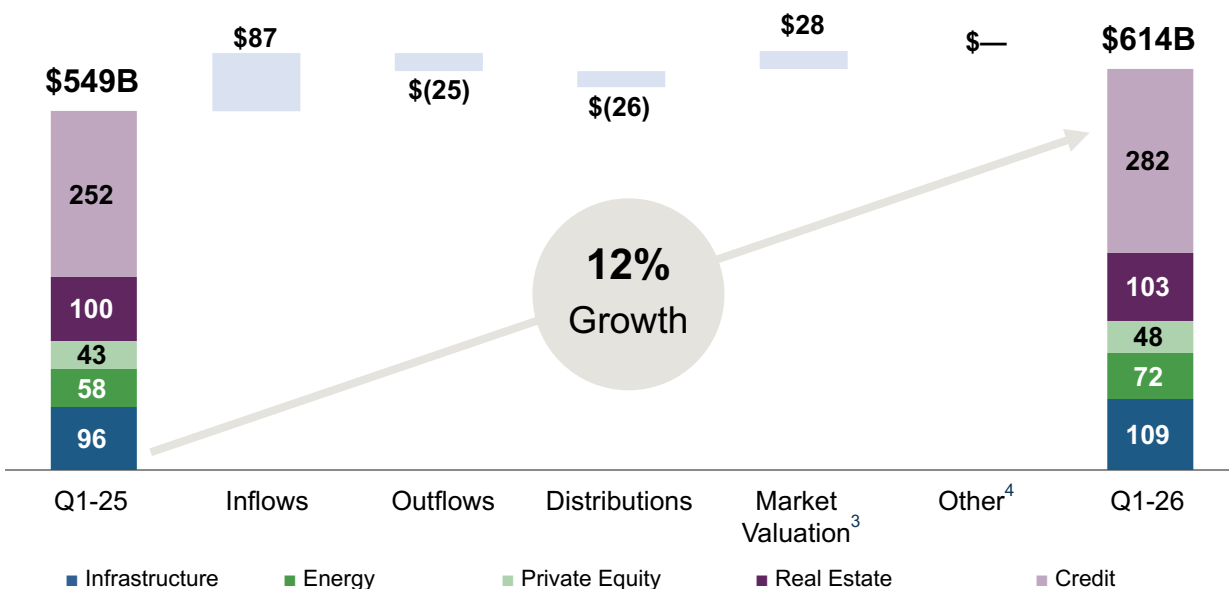 $549B
252
100
43
58
96
$87
$(25)
$(26)
$28
$—
$614B
282
103
48
72
109
12%
Growth
Q1-25
Inflows
Outflows
Distributions
Market
Valuation3
Other4
Q1-26
Infrastructure
Energy
Private Equity
Real Estate
Credit